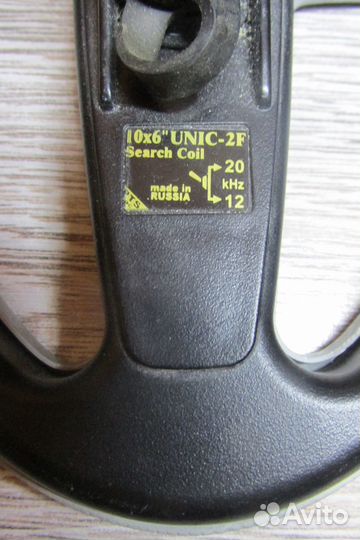 10x6" UNIC-2F
Search Coil
20
made in kHz
RUSSIA 12
Avito